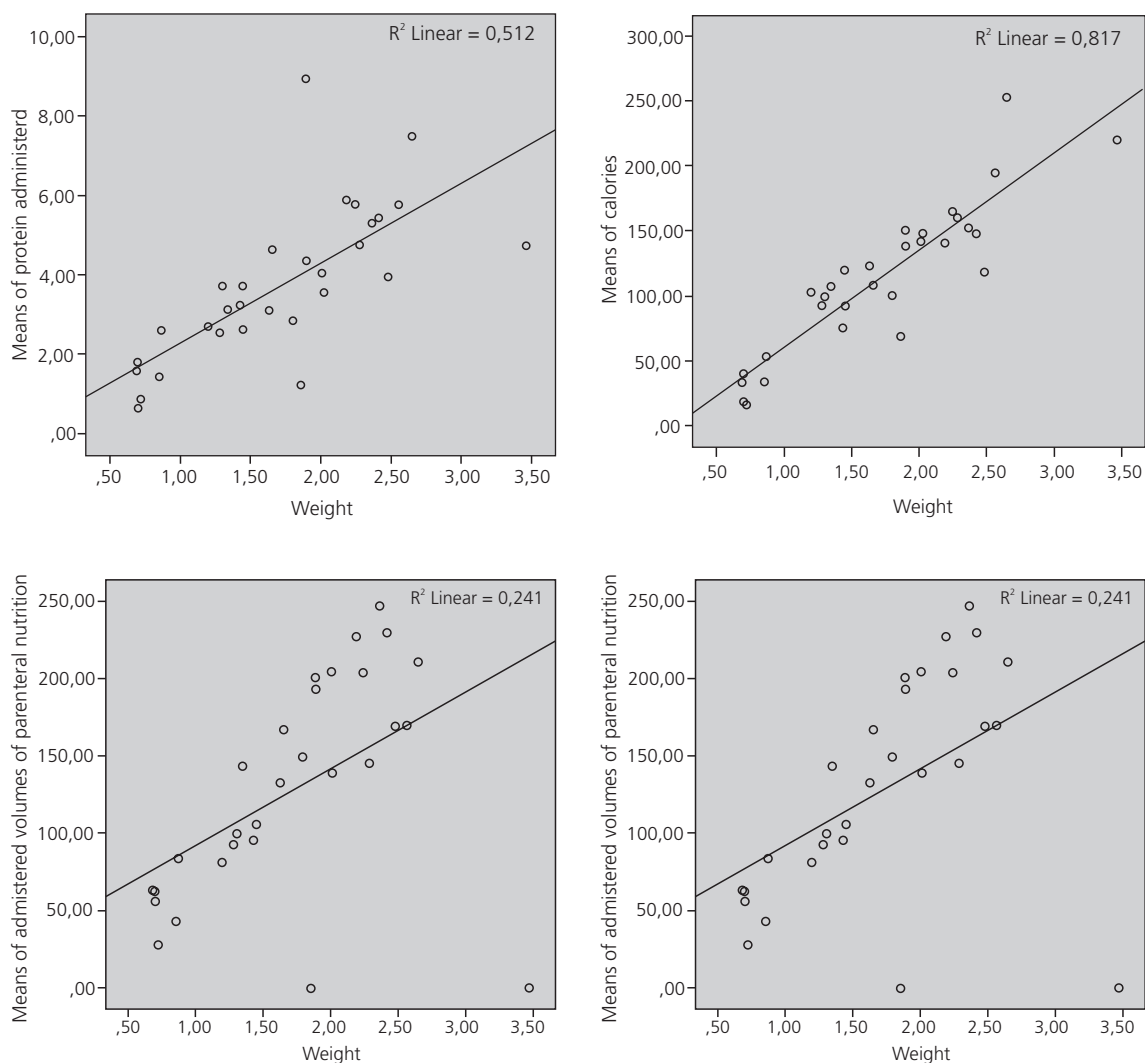 R² Linear = 0,512
10,00
8,00
6,00
4,00
2,00
,00
Means of protein administerd
,50 1,00 1,50 2,00 2,50 3,00 3,50
Weight
R² Linear = 0,817
300,00
250,00
200,00
150,00
100,00
50,00
,00
Means of calories
,50 1,00 1,50 2,00 2,50 3,00 3,50
Weight
R² Linear = 0,241
250,00
200,00
150,00
100,00
50,00
,00
Means of admistered volumes of parenteral nutrition
,50 1,00 1,50 2,00 2,50 3,00 3,50
Weight
R² Linear = 0,241
250,00
200,00
150,00
100,00
50,00
,00
Means of admistered volumes of parenteral nutrition
,50 1,00 1,50 2,00 2,50 3,00 3,50
Weight